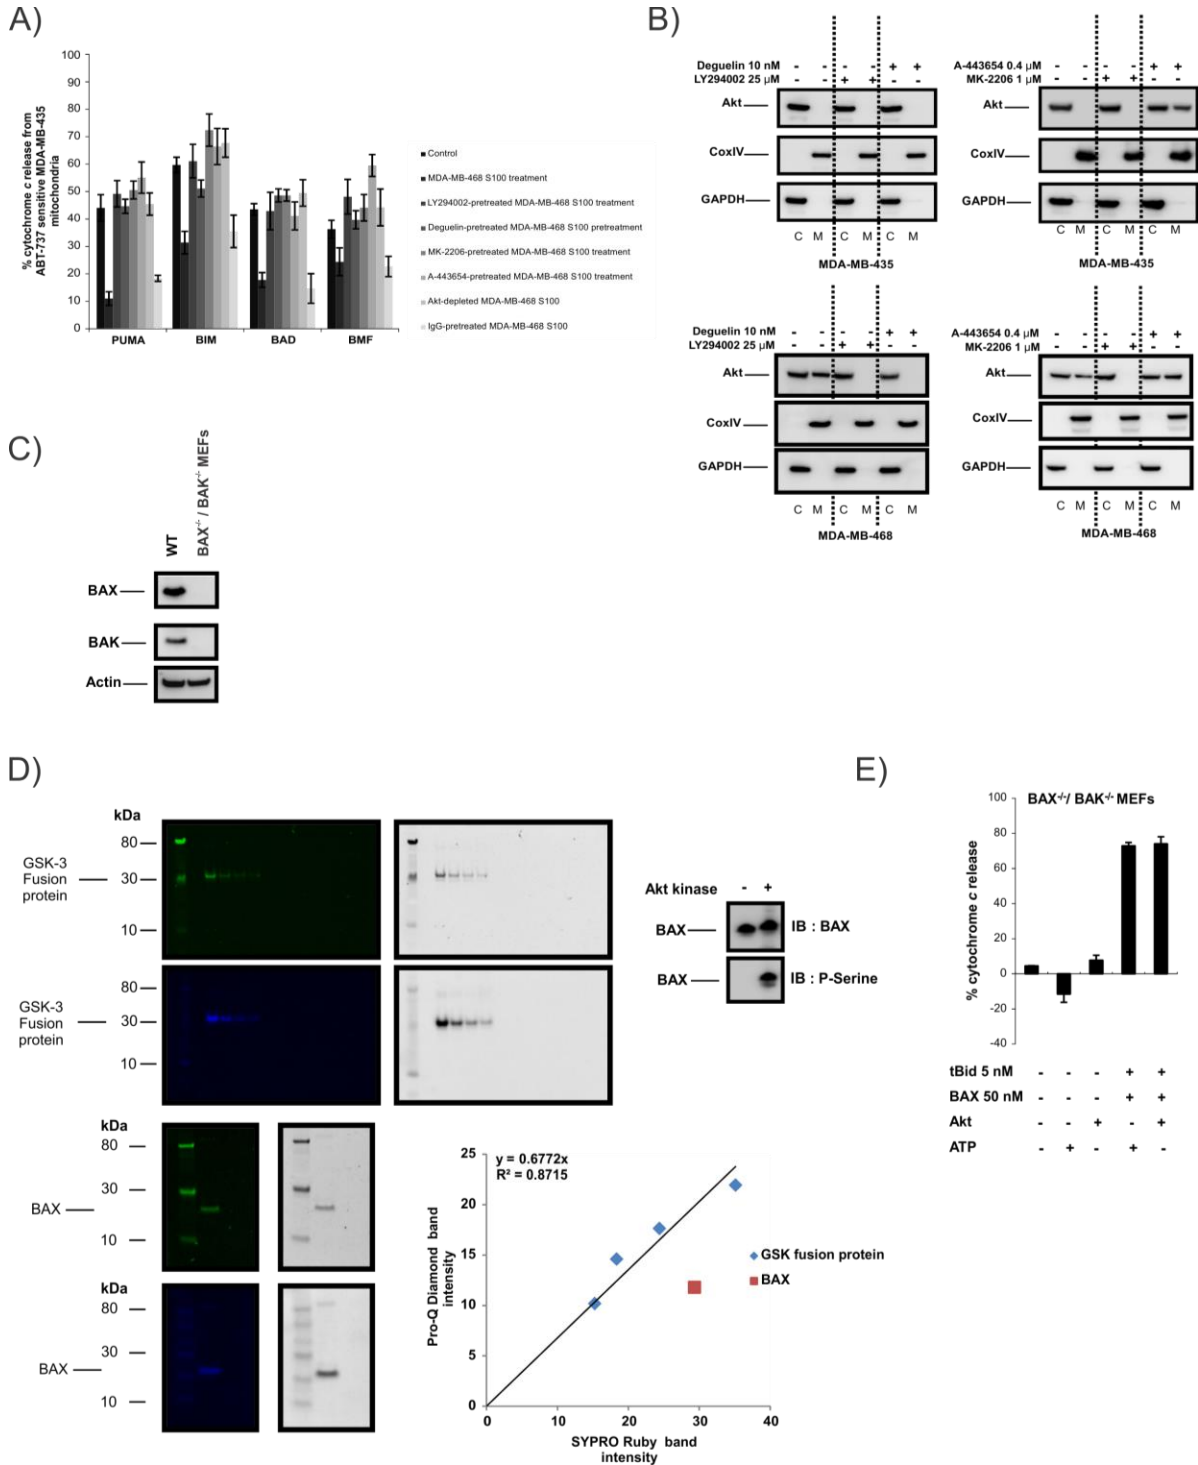 A)
% cytochrome c release from
ABT-737 sensitive MDA-MB-435
mitochondria
100
90
80
70
60
50
40
30
20
10
0
PUMA BIM BAD BMF
Control
MDA-MB-468 S100 treatment
LY294002-pretreated MDA-MB-468 S100 treatment
Deguelin-pretreated MDA-MB-468 S100 pretreatment
MK-2206-pretreated MDA-MB-468 S100 treatment
A-443654-pretreated MDA-MB-468 S100 treatment
Akt-depleted MDA-MB-468 S100
IgG-pretreated MDA-MB-468 S100
B)
Deguelin 10 nM - - - - + +
LY294002 25 µM - - + + - -
Akt
CoxIV
GAPDH
C M C M C M
MDA-MB-435
A-443654 0.4 µM - - - - + +
MK-2206 1 µM - - + + - -
Akt
CoxIV
GAPDH
C M C M C M
MDA-MB-435
Deguelin 10 nM - - - - + +
LY294002 25 µM - - + + - -
Akt
CoxIV
GAPDH
C M C M C M
MDA-MB-468
A-443654 0.4 µM - - - - + +
MK-2206 1 µM - - + + - -
Akt
CoxIV
GAPDH
C M C M C M
MDA-MB-468
C)
WT
BAX-/- / BAK-/- MEFs
BAX
BAK
Actin
D)
kDa
80
GSK-3
Fusion
protein
30
10
80
GSK-3
Fusion
protein
30
10
kDa
80
30
BAX
10
kDa
80
30
BAX
10
Akt kinase - +
BAX IB : BAX
BAX IB : P-Serine
y = 0.6772x
R² = 0.8715
Pro-Q Diamond band
intensity
25
20
15
10
5
0
0 10 20 30 40
SYPRO Ruby band
intensity
GSK fusion protein
BAX
E)
BAX-/-/ BAK-/- MEFs
% cytochrome c release
100
80
60
40
20
0
-20
-40
tBid 5 nM - - - + +
BAX 50 nM - - - + +
Akt - - + - +
ATP - + - + -